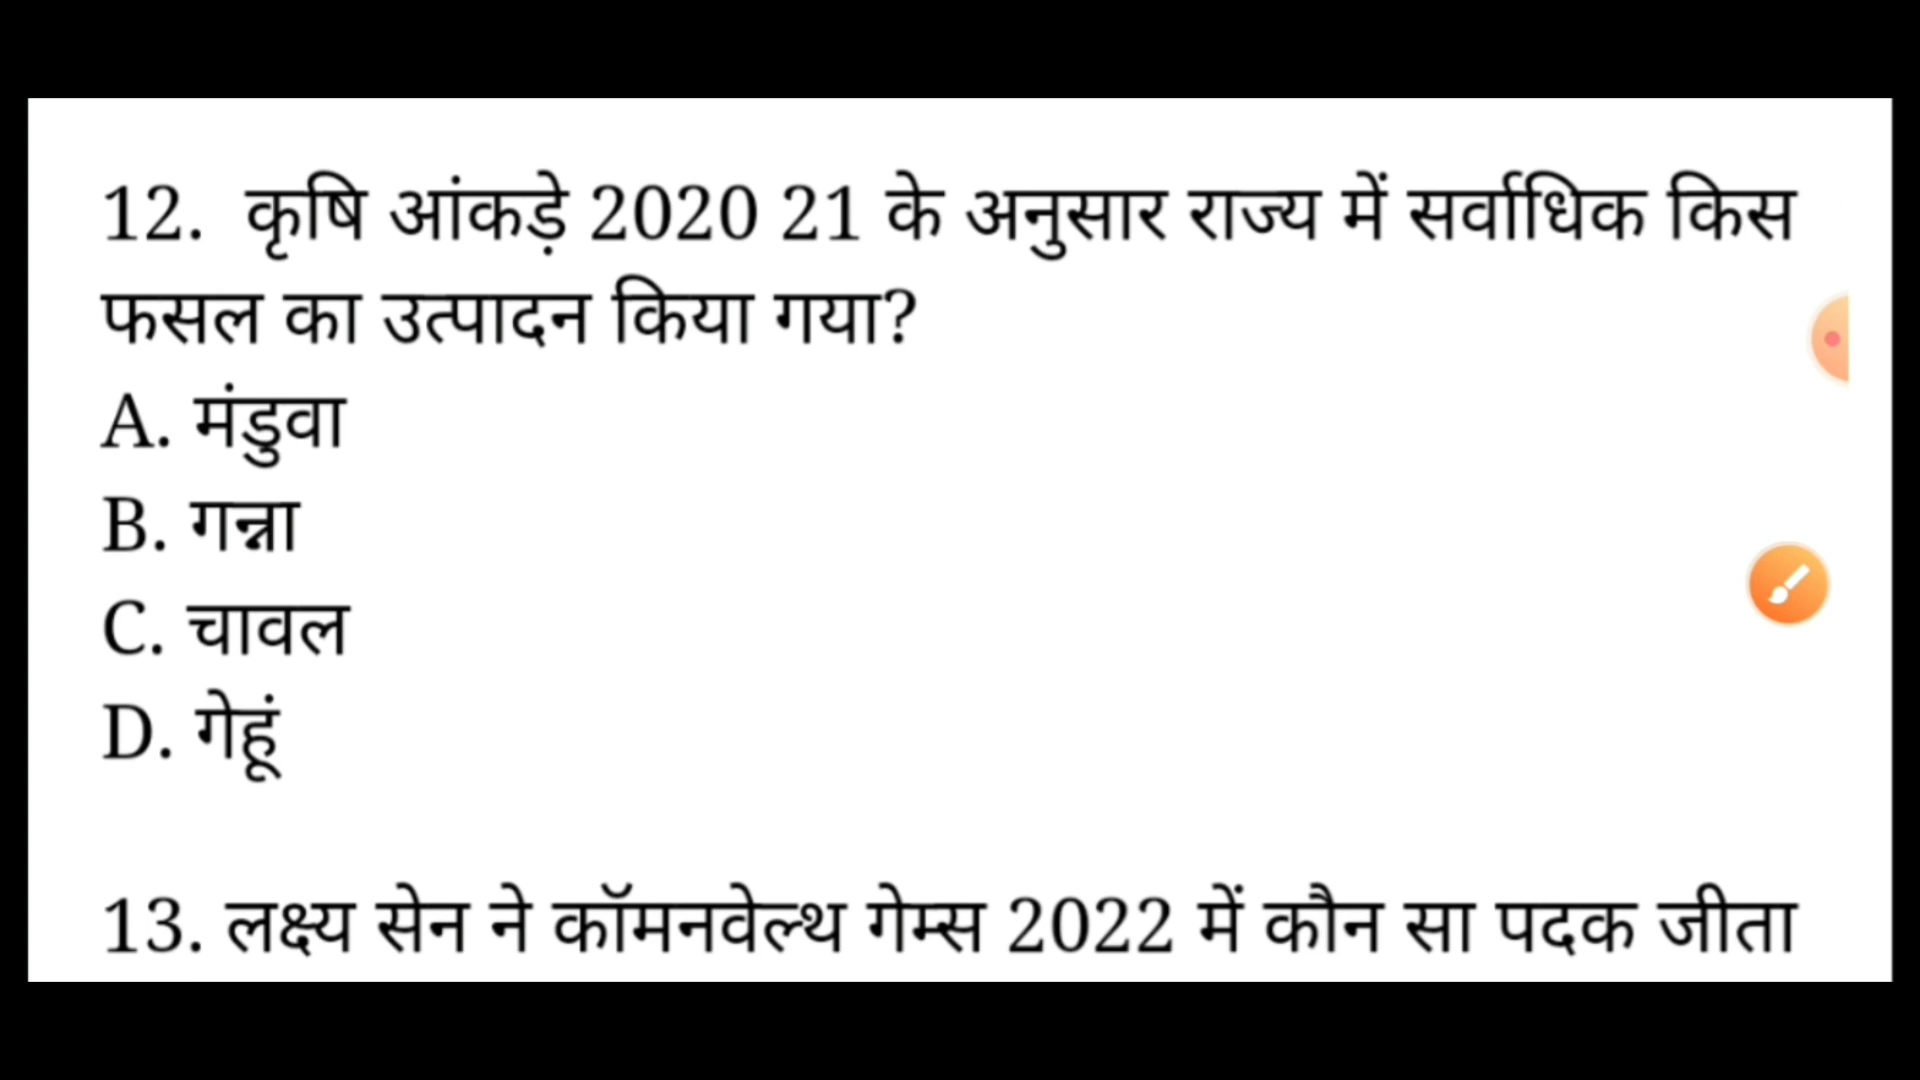 12. कृषि आंकड़े 2020 21 के अनुसार राज्य में सर्वाधिक किस
फसल का उत्पादन किया गया?
A. मंडुवा
B. गन्ना
C. चावल
D. गेहूं
13. लक्ष्य सेन ने कॉमनवेल्थ गेम्स 2022 में कौन सा पदक जीता